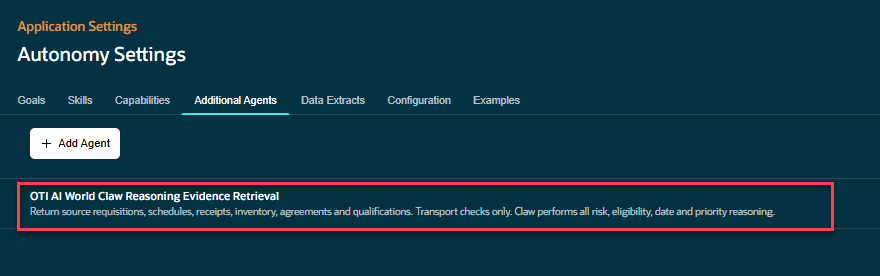 Application Settings
Autonomy Settings
Goals Skills Capabilities Additional Agents Data Extracts Configuration Examples
+ Add Agent
OTI AI World Claw Reasoning Evidence Retrieval
Return source requisitions, schedules, receipts, inventory, agreements and qualifications. Transport checks only. Claw performs all risk, eligibility, date and priority reasoning.